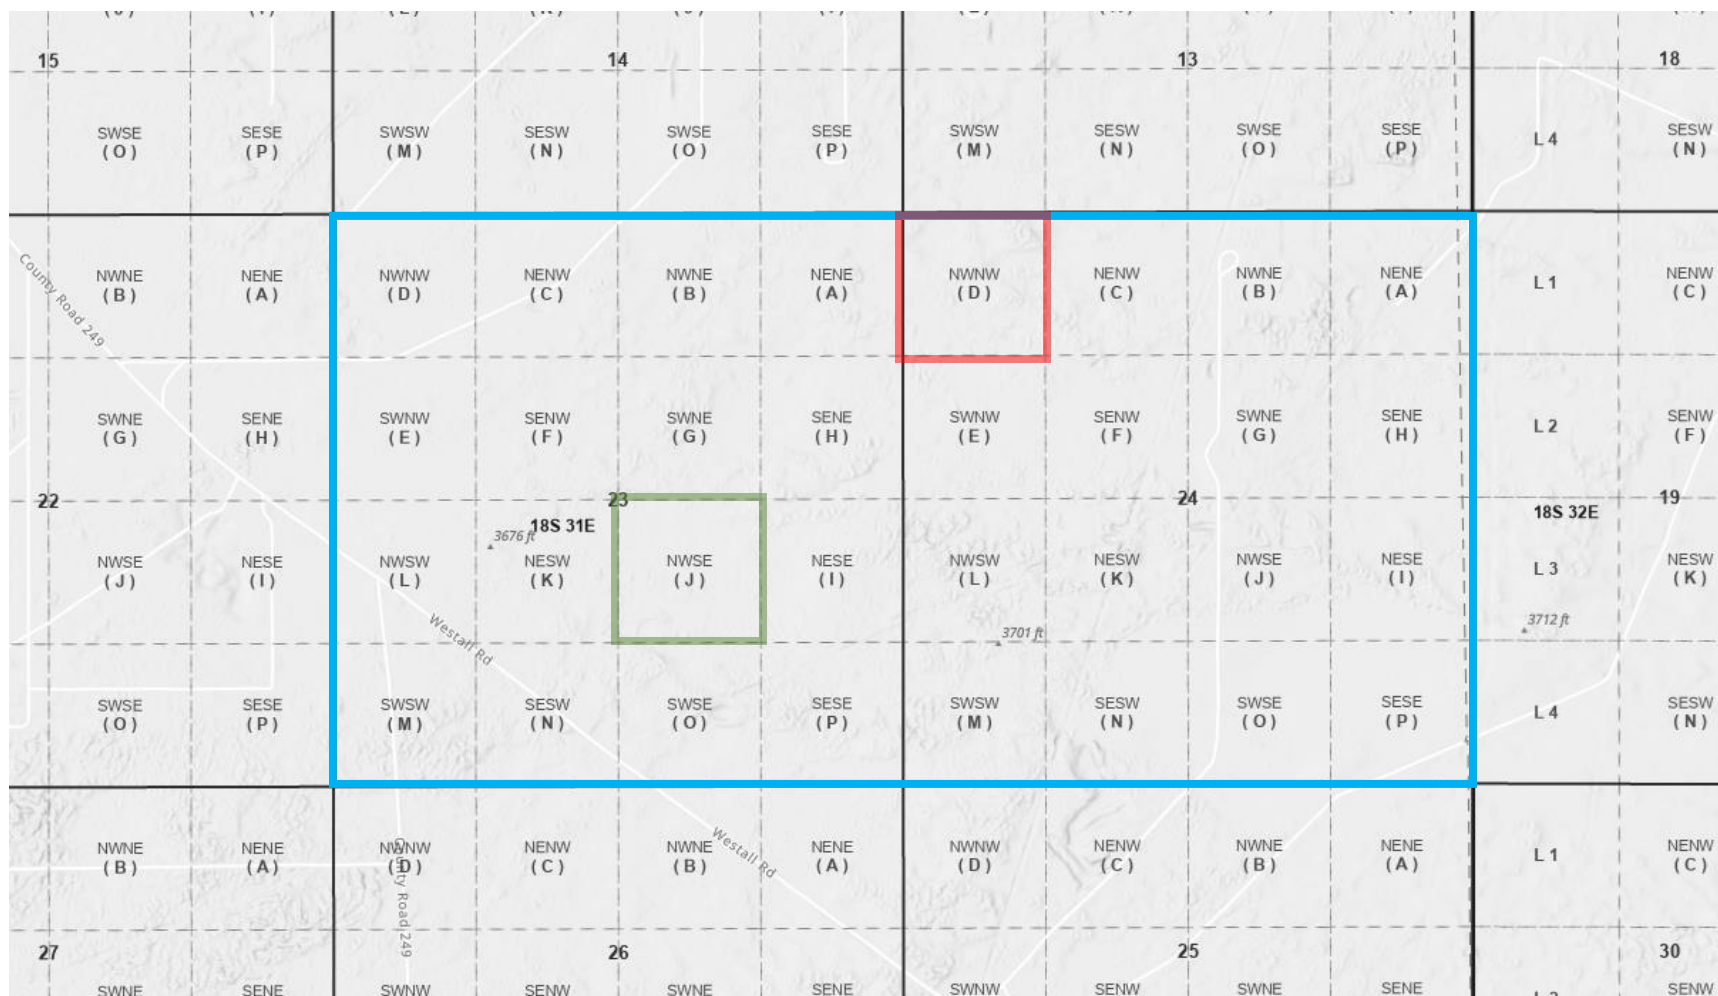 15 14 13 18
SWSE SESE SWSW SESW SWSE SESE SWSW SESW SWSE SESE L 4 SESW
(O) (P) (M) (N) (O) (P) (M) (N) (O) (P) (N)
County Road 249
NWNE NENE NWNW NENW NWNE NENE NWNW NENW NWNE NENE L 1 NENW
(B) (A) (D) (C) (B) (A) (D) (C) (B) (A) (C)
SWNE SENE SWNW SENW SWNE SENE SWNW SENW SWNE SENE L 2 SENW
(G) (H) (E) (F) (G) (H) (E) (F) (G) (H) (F)
22 23 24 19
18S 31E 18S 32E
3676 ft
NWSE NESE NWSW NESW NWSE NESE NWSW NESW NWSE NESE L 3 NESW
(J) (I) (L) (K) (J) (I) (L) (K) (J) (I) (K)
Westall Rd 3701 ft 3712 ft
SWSE SESE SWSW SESW SWSE SESE SWSW SESW SWSE SESE L 4 SESW
(O) (P) (M) (N) (O) (P) (M) (N) (O) (P) (N)
Westall Rd
County Road 249
NWNE NENE NWNW NENW NWNE NENE NWNW NENW NWNE NENE L 1 NENW
(B) (A) (D) (C) (B) (A) (D) (C) (B) (A) (C)
27 26 25 30
SWNE SENE SWNW SENW SWNE SENE SWNW SENW SWNE SENE SENW